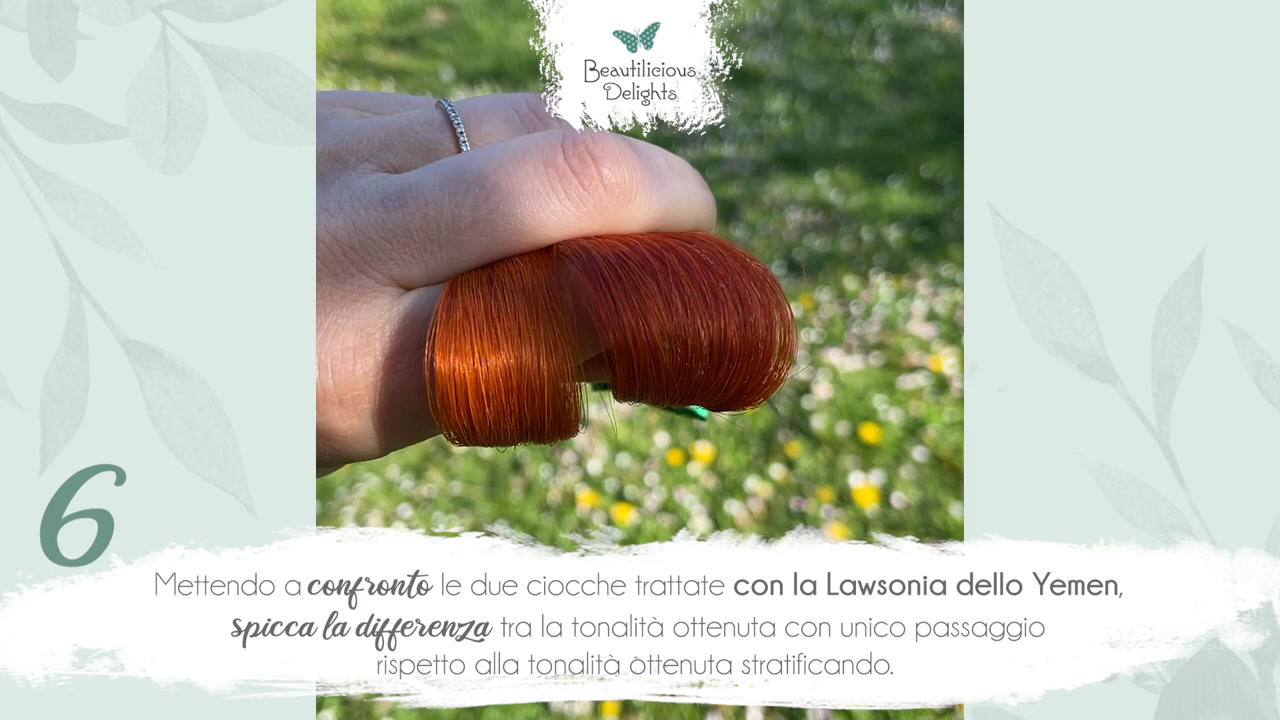 Beautilicious
Delights
6
Mettendo a confronto le due ciocche trattate con la Lawsonia dello Yemen,
spicca la differenza tra la tonalità ottenuta con unico passaggio
rispetto alla tonalità ottenuta stratificando.